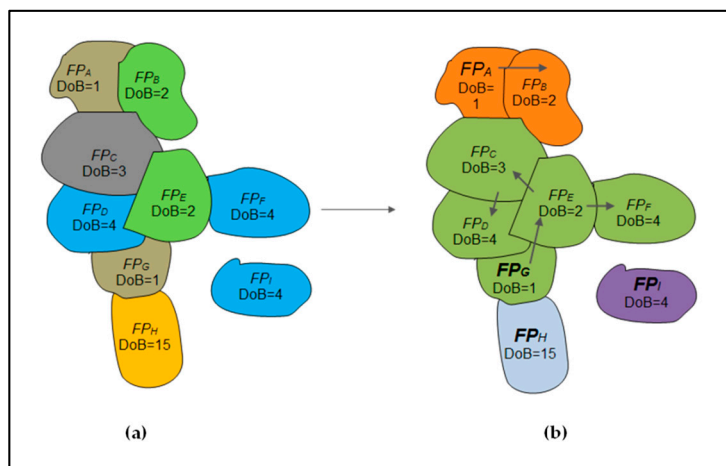 FPA
DoB=1
FPB
DoB=2
FPC
DoB=3
FPD
DoB=4
FPE
DoB=2
FPF
DoB=4
FPG
DoB=1
FPI
DoB=4
FPH
DoB=15
(a)
FPA
DoB=
1
FPB
DoB=2
FPC
DoB=3
FPE
DoB=2
FPF
DoB=4
FPD
DoB=4
FPG
DoB=1
FPI
DoB=4
FPH
DoB=15
(b)